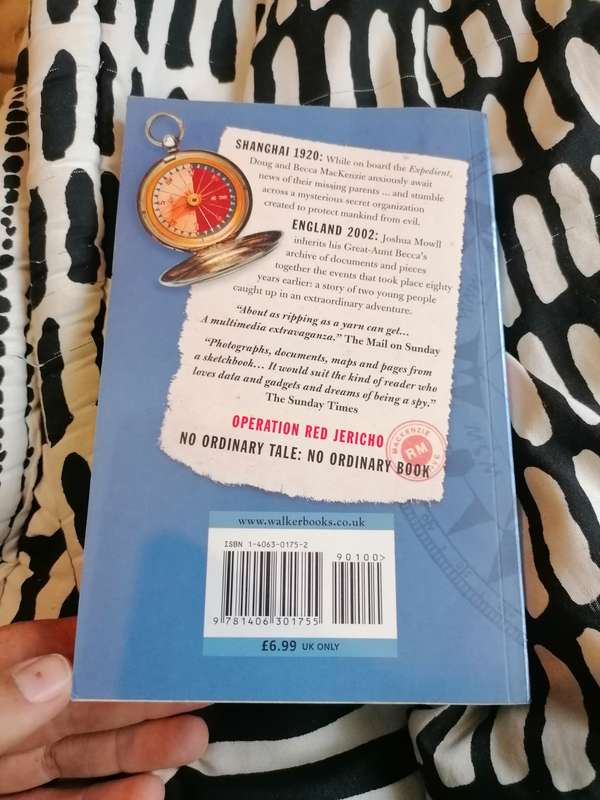 SHANGHAI 1920: While on board the Expedient,
Doug and Becca MacKenzie anxiously await
news of their missing parents ... and stumble
across a mysterious secret organization
created to protect mankind from evil.
ENGLAND 2002: Joshua Mowll
inherits his Great-Aunt Becca's
archive of documents and pieces
together the events that took place eighty
years earlier: a story of two young people
caught up in an extraordinary adventure.
“About as ripping as a yarn can get...
A multimedia extravaganza.” The Mail on Sunday
“Photographs, documents, maps and pages from
a sketchbook... It would suit the kind of reader who
loves data and gadgets and dreams of being a spy.”
The Sunday Times
OPERATION RED JERICHO
NO ORDINARY TALE: NO ORDINARY BOOK
MACKENZIE
RM
www.walkerbooks.co.uk
ISBN 1-4063-0175-2
90100>
9 781406 301755
£6.99 UK ONLY